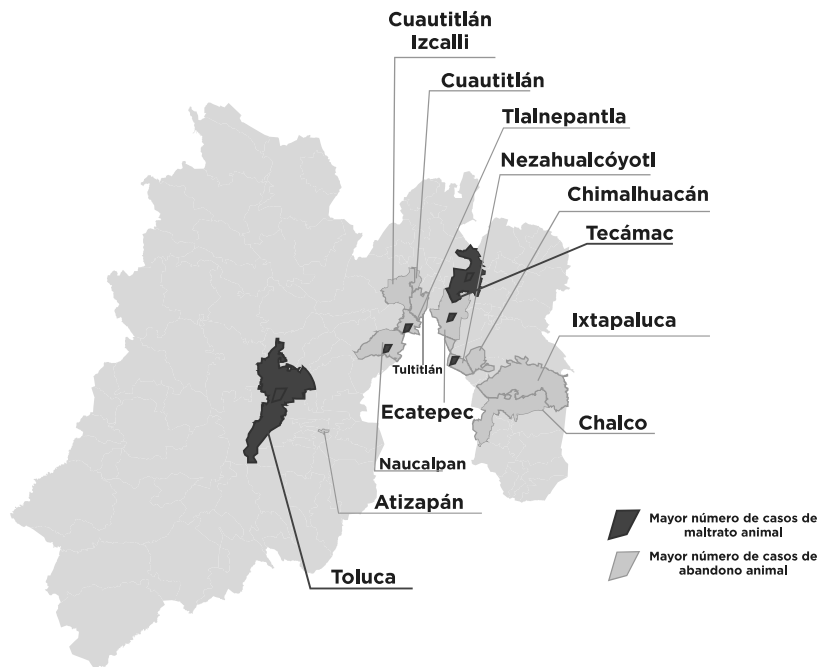 Cuautitlán
Izcalli
Cuautitlán
Tlalnepantla
Nezahualcóyotl
Chimalhuacán
Tecámac
Ixtapaluca
Tultitlán
Ecatepec
Chalco
Naucalpan
Atizapán
Toluca
Mayor número de casos de
maltrato animal
Mayor número de casos de
abandono animal